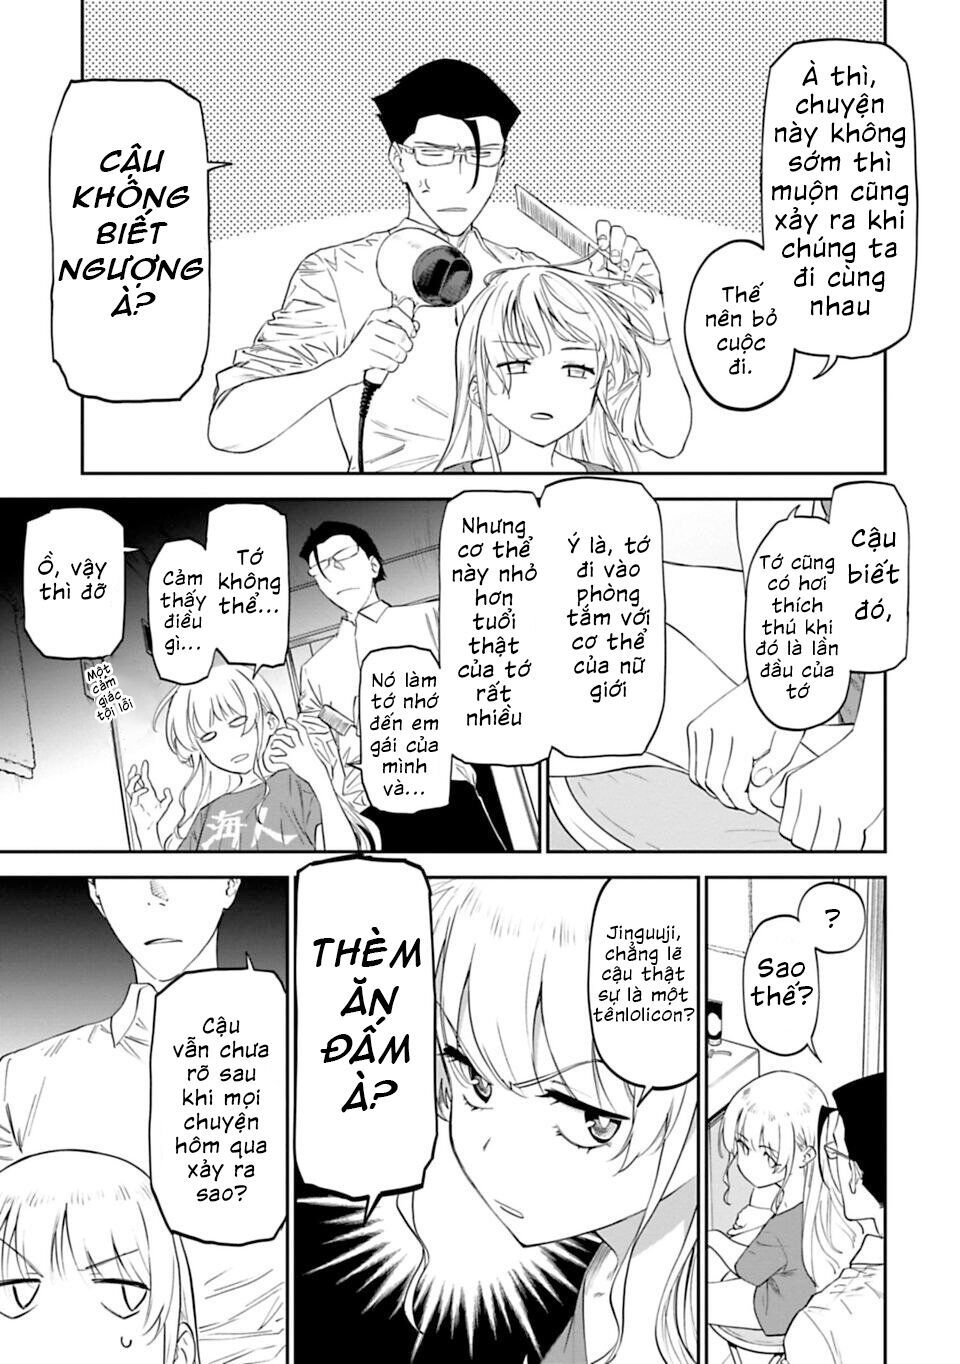 À thì,
chuyện
này không
sớm thì
muộn cũng
xảy ra khi
chúng ta
đi cùng
nhau
Thế
nên bỏ
cuộc
đi.
CẬU
KHÔNG
BIẾT
NGƯỢNG
À?
Cậu
biết
đó,
Tớ cũng
có hơi
thích
thú khi
đó là lần
đầu của
tớ
Ý là, tớ
đi vào
phòng
tắm với
cơ thể
của nữ
giới
Nhưng
cơ thể
này nhỏ
hơn
tuổi
thật
của tớ
rất
nhiều
Nó làm
tớ nhớ
đến em
gái của
mình
và...
Tớ
không
thể...
Cảm
thấy
điều
gì...
Ồ, vậy
thì đỡ
Một
cảm
giác
tội lỗi
海人
?
Sao
thế?
Jinguuji,
chẳng lẽ
cậu thật
sự là một
tênlolicon?
THÈM
ĂN
ĐẤM
À?
Cậu
vẫn chưa
rõ sau
khi mọi
chuyện
hôm qua
xảy ra
sao?